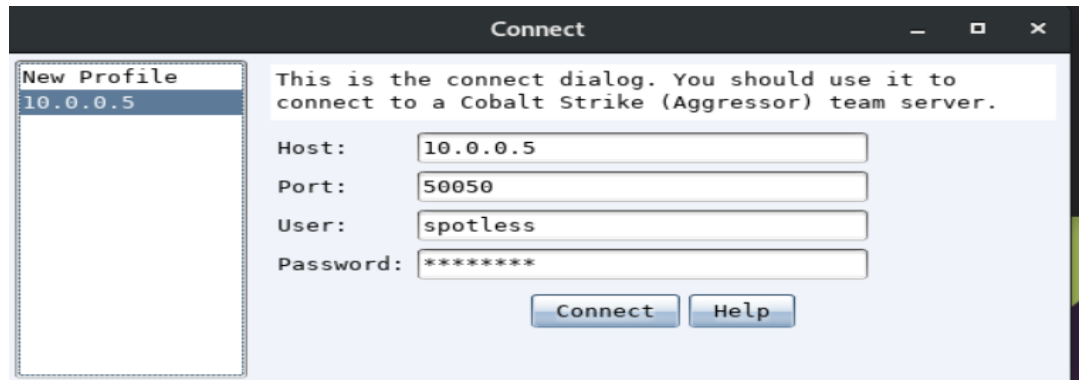 Connect
New Profile
10.0.0.5
This is the connect dialog. You should use it to
connect to a Cobalt Strike (Aggressor) team server.
Host: 10.0.0.5
Port: 50050
User: spotless
Password: ********
Connect Help